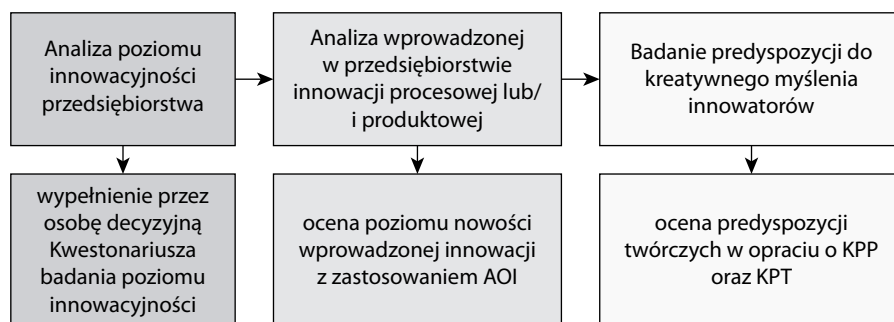 Analiza poziomu
innowacyjności
przedsiębiorstwa
Analiza wprowadzonej
w przedsiębiorstwie
innowacji procesowej lub/
i produktowej
Badanie predyspozycji do
kreatywnego myślenia
innowatorów
wypełnienie przez
osobę decyzyjną
Kwestonariusza
badania poziomu
innowacyjności
ocena poziomu nowości
wprowadzonej innowacji
z zastosowaniem AOI
ocena predyspozycji
twórczych w opraciu o KPP
oraz KPT